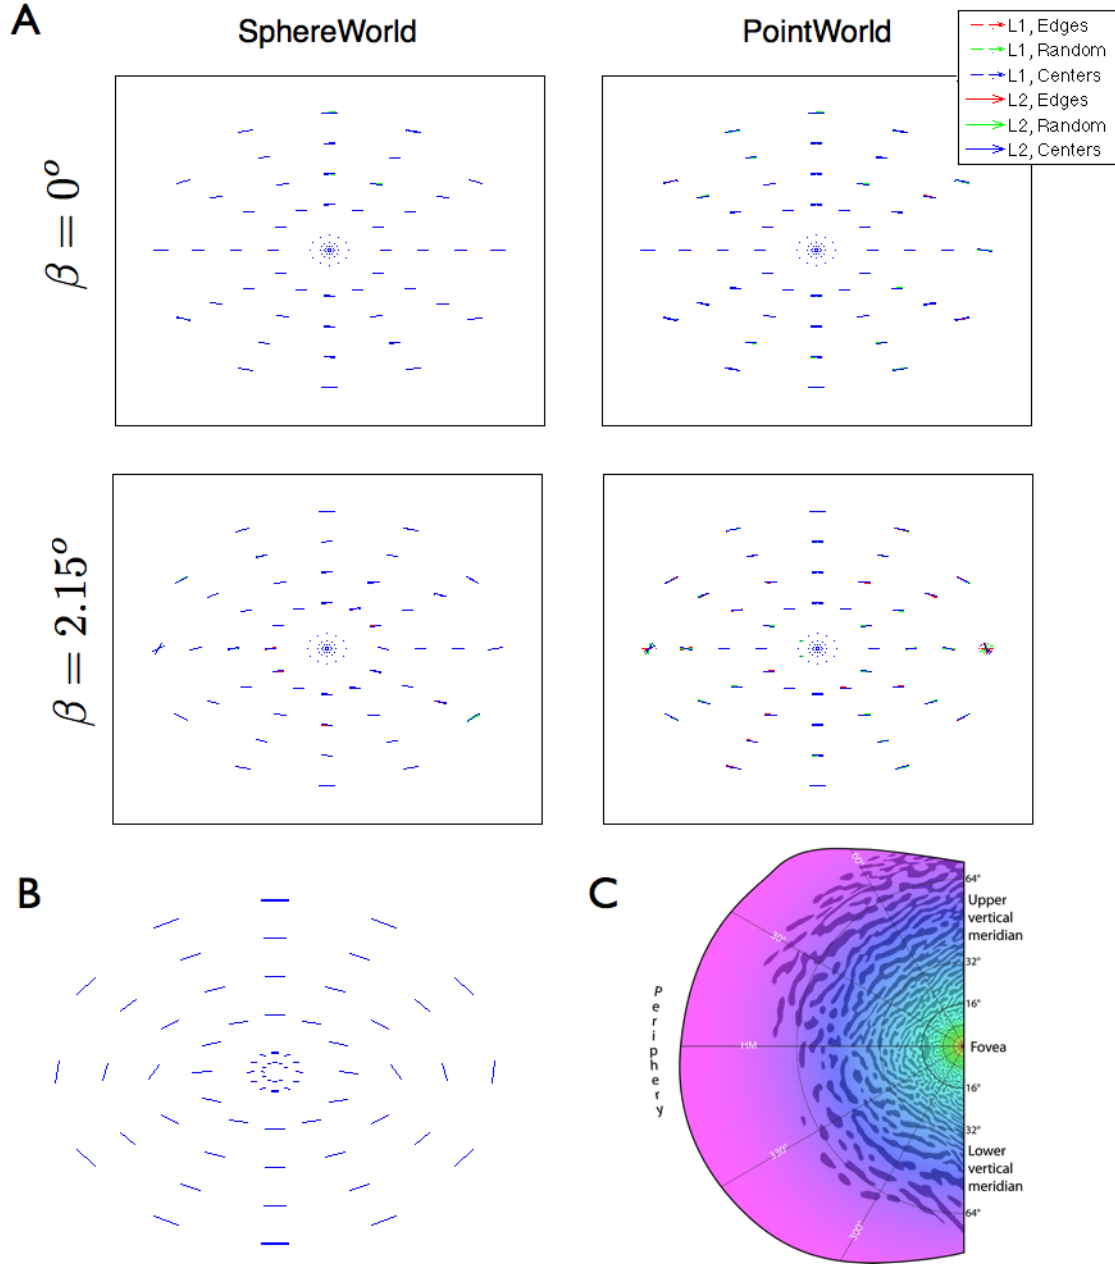 A
SphereWorld
PointWorld
L1, Edges
L1, Random
L1, Centers
L2, Edges
L2, Random
L2, Centers
β = 0°
β = 2.15°
B
C
60°
30°
HM
330°
300°
Periphery
64°
Upper
vertical
meridian
32°
16°
Fovea
16°
32°
Lower
vertical
meridian
64°